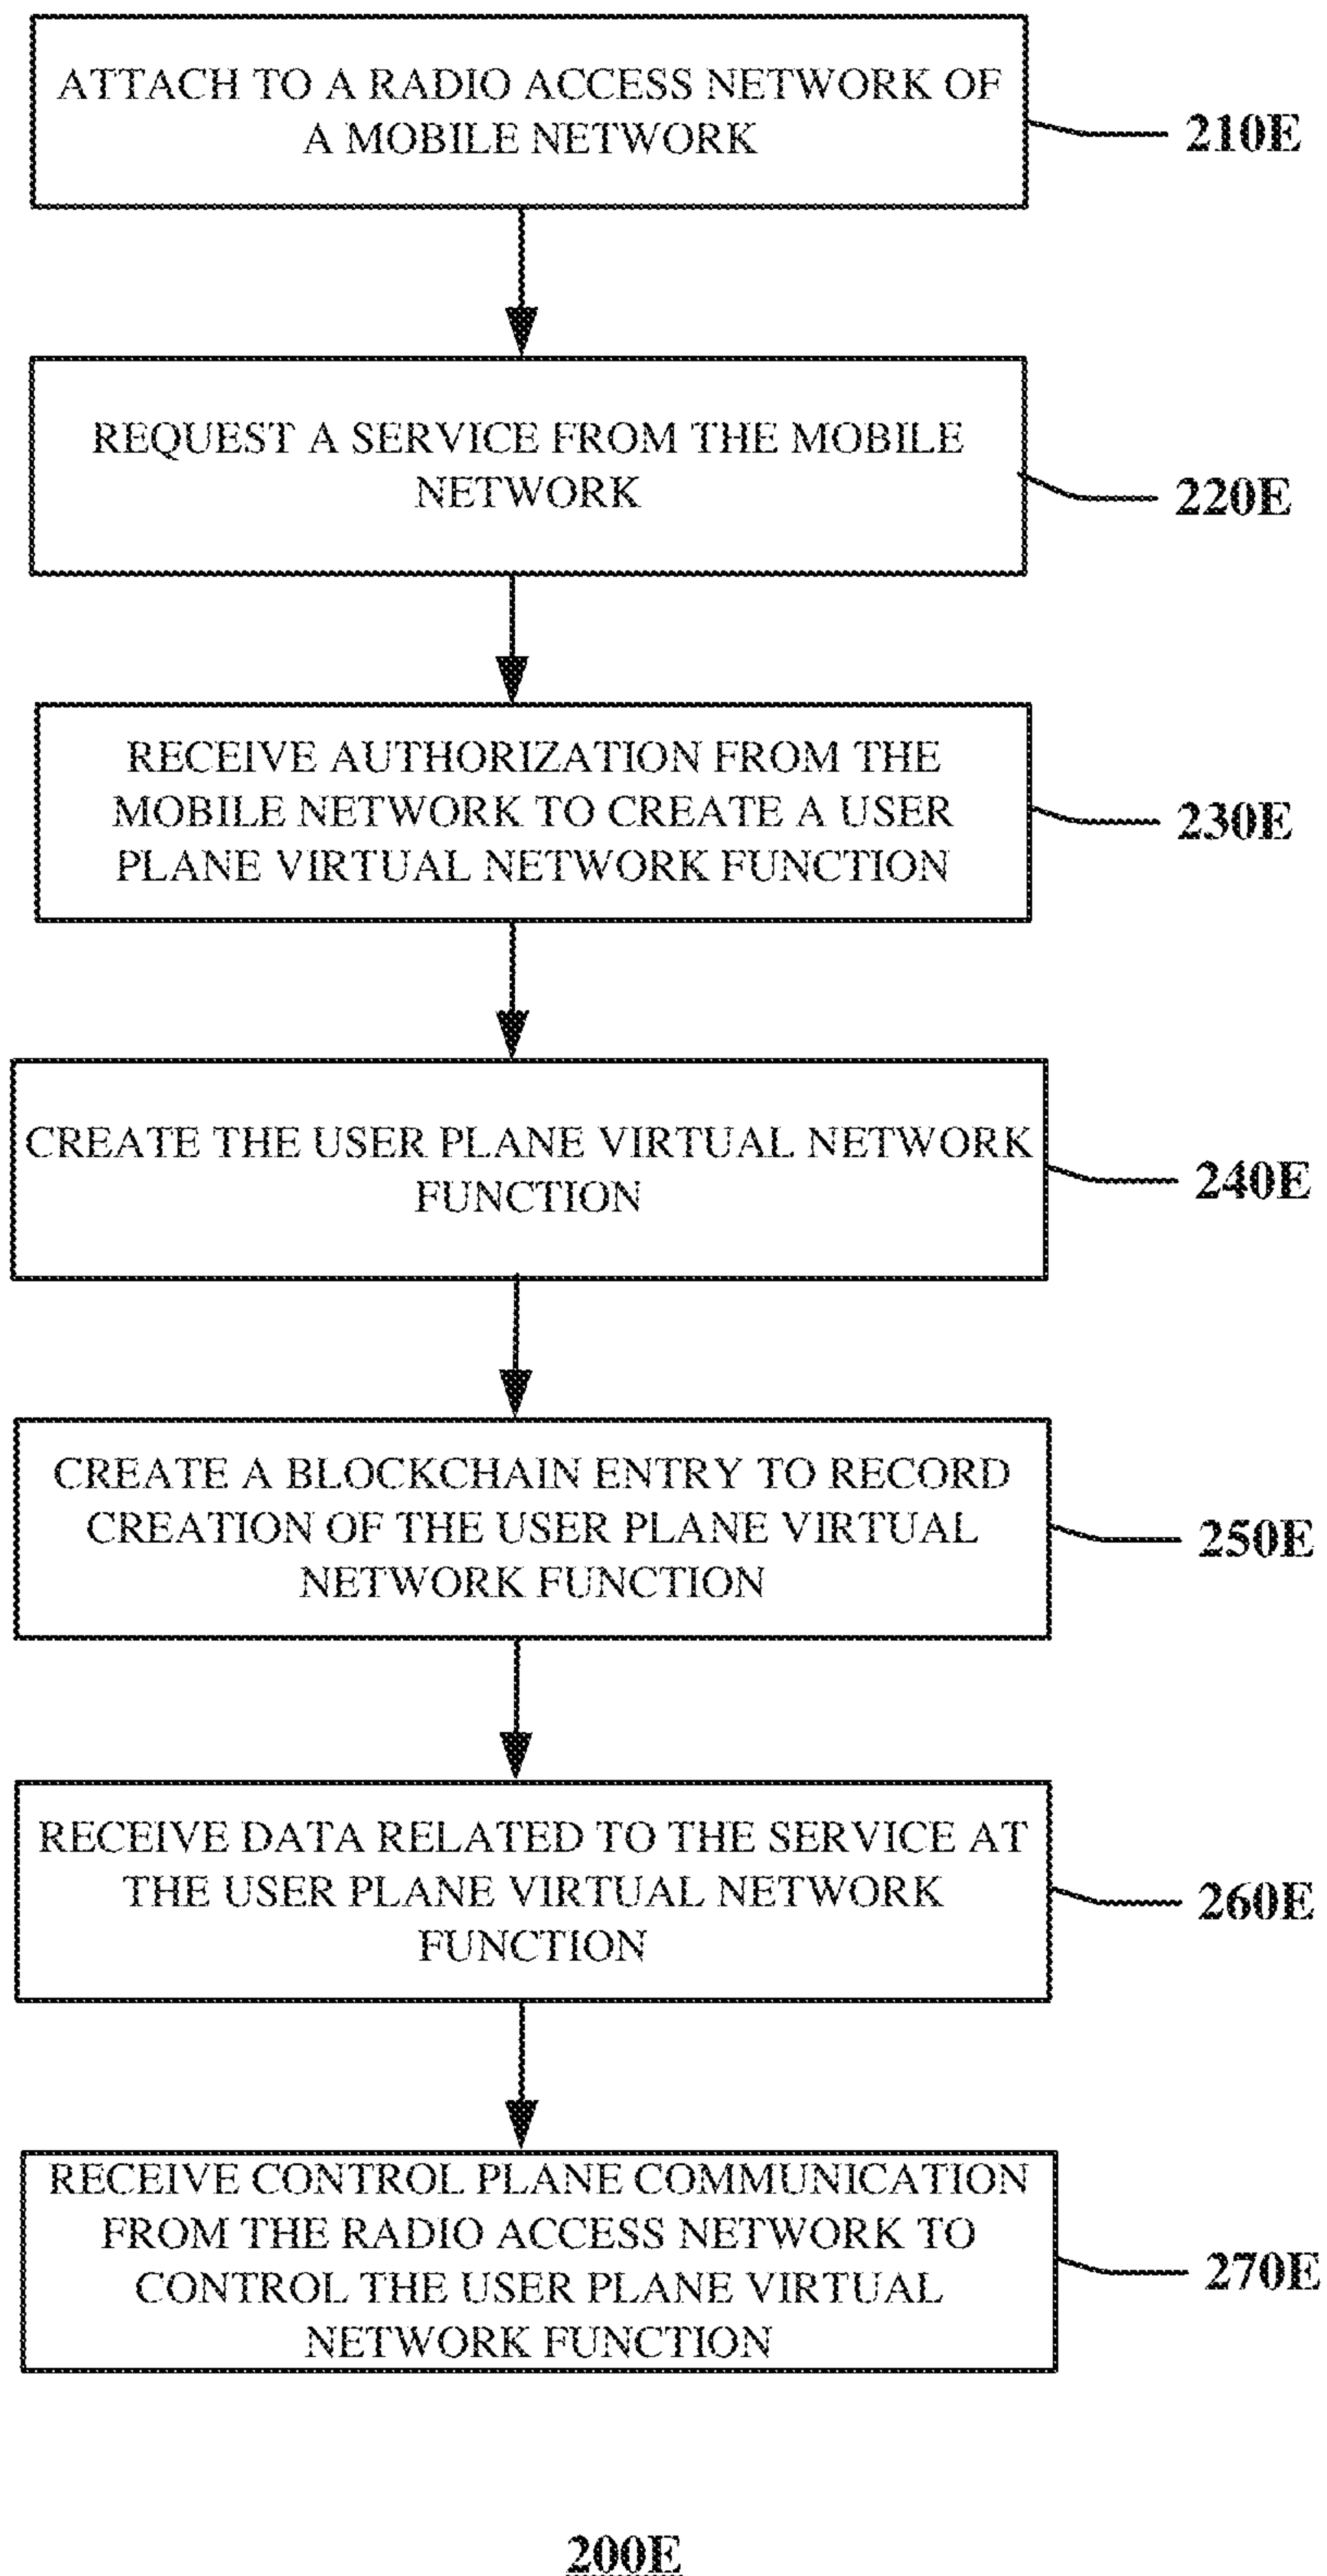 ATTACH TO A RADIO ACCESS NETWORK OF
A MOBILE NETWORK
210E
REQUEST A SERVICE FROM THE MOBILE
NETWORK
220E
RECEIVE AUTHORIZATION FROM THE
MOBILE NETWORK TO CREATE A USER
PLANE VIRTUAL NETWORK FUNCTION
230E
CREATE THE USER PLANE VIRTUAL NETWORK
FUNCTION
240E
CREATE A BLOCKCHAIN ENTRY TO RECORD
CREATION OF THE USER PLANE VIRTUAL
NETWORK FUNCTION
250E
RECEIVE DATA RELATED TO THE SERVICE AT
THE USER PLANE VIRTUAL NETWORK
FUNCTION
260E
RECEIVE CONTROL PLANE COMMUNICATION
FROM THE RADIO ACCESS NETWORK TO
CONTROL THE USER PLANE VIRTUAL
NETWORK FUNCTION
270E
200E